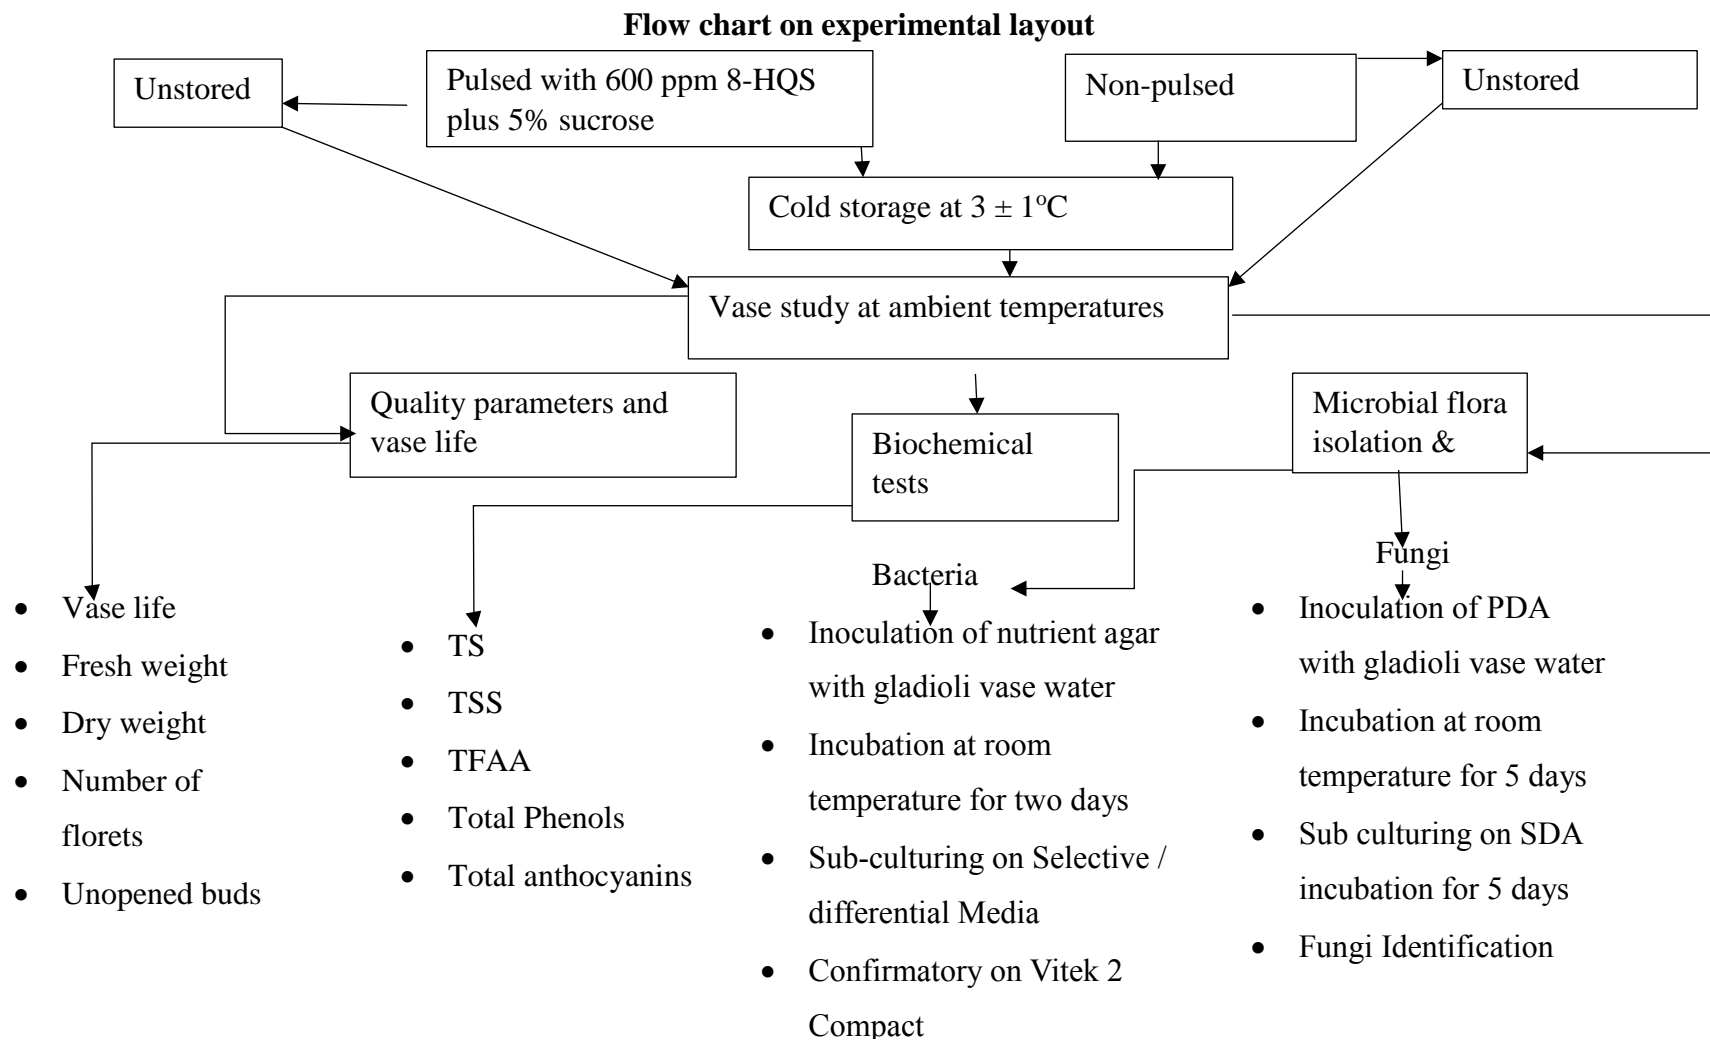 Flow chart on experimental layout
Unstored
Pulsed with 600 ppm 8-HQS
plus 5% sucrose
Non-pulsed
Unstored
Cold storage at 3 ± 1ºC
Vase study at ambient temperatures
Quality parameters and
vase life
Biochemical
tests
Microbial flora
isolation &
Bacteria
Fungi
• Vase life
• Fresh weight
• Dry weight
• Number of
florets
• Unopened buds
• TS
• TSS
• TFAA
• Total Phenols
• Total anthocyanins
• Inoculation of nutrient agar
with gladioli vase water
• Incubation at room
temperature for two days
• Sub-culturing on Selective /
differential Media
• Confirmatory on Vitek 2
Compact
• Inoculation of PDA
with gladioli vase water
• Incubation at room
temperature for 5 days
• Sub culturing on SDA
incubation for 5 days
• Fungi Identification